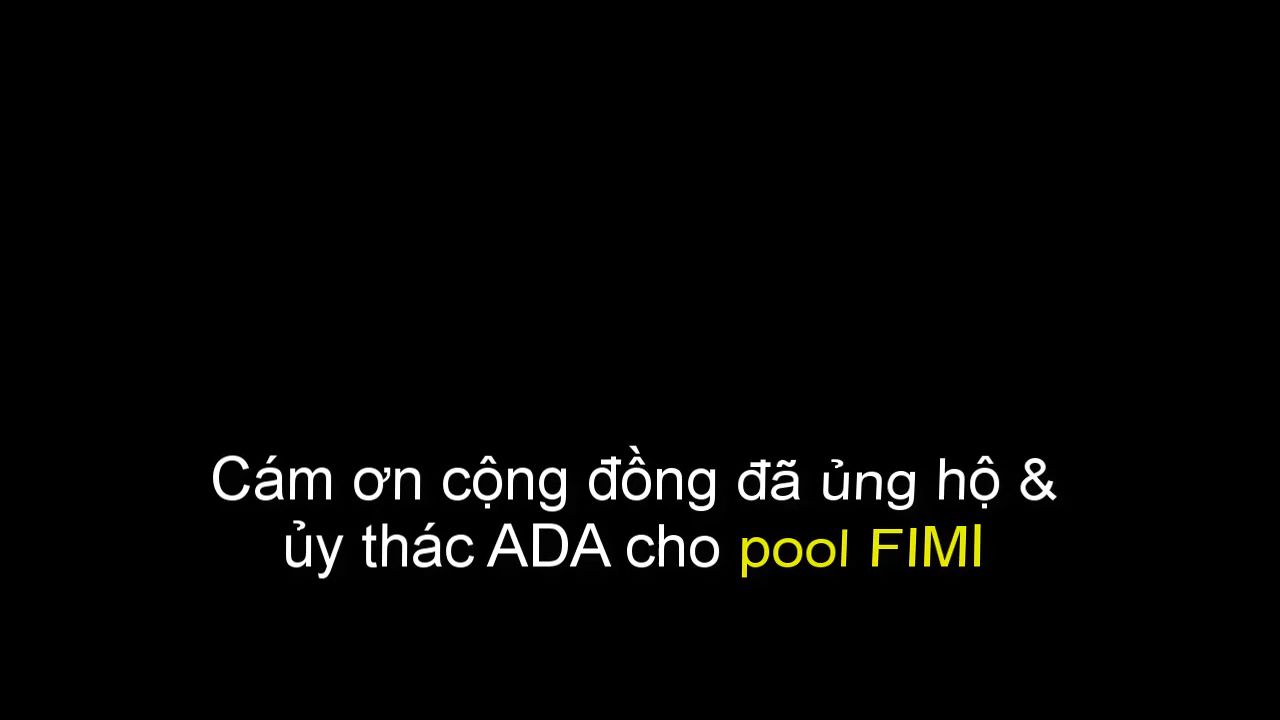 Cám ơn cộng đồng đã ủng hộ &
ủy thác ADA cho pool FIMI